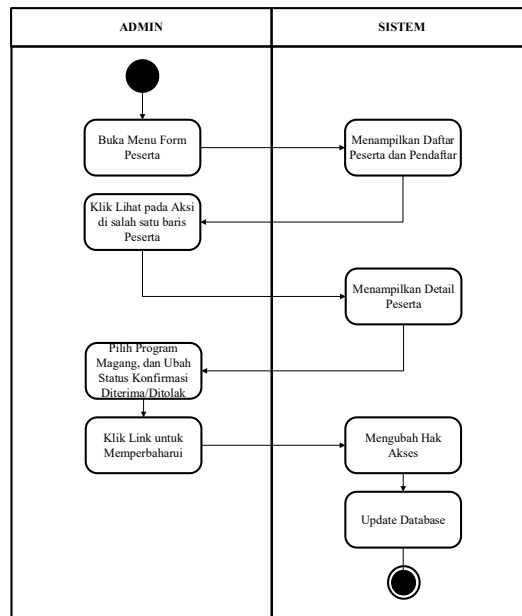 ADMIN
SISTEM
Buka Menu Form
Peserta
Menampilkan Daftar
Peserta dan Pendaftar
Klik Lihat pada Aksi
di salah satu baris
Peserta
Menampilkan Detail
Peserta
Pilih Program
Magang, dan Ubah
Status Konfirmasi
Diterima/Ditolak
Klik Link untuk
Memperbaharui
Mengubah Hak
Akses
Update Database